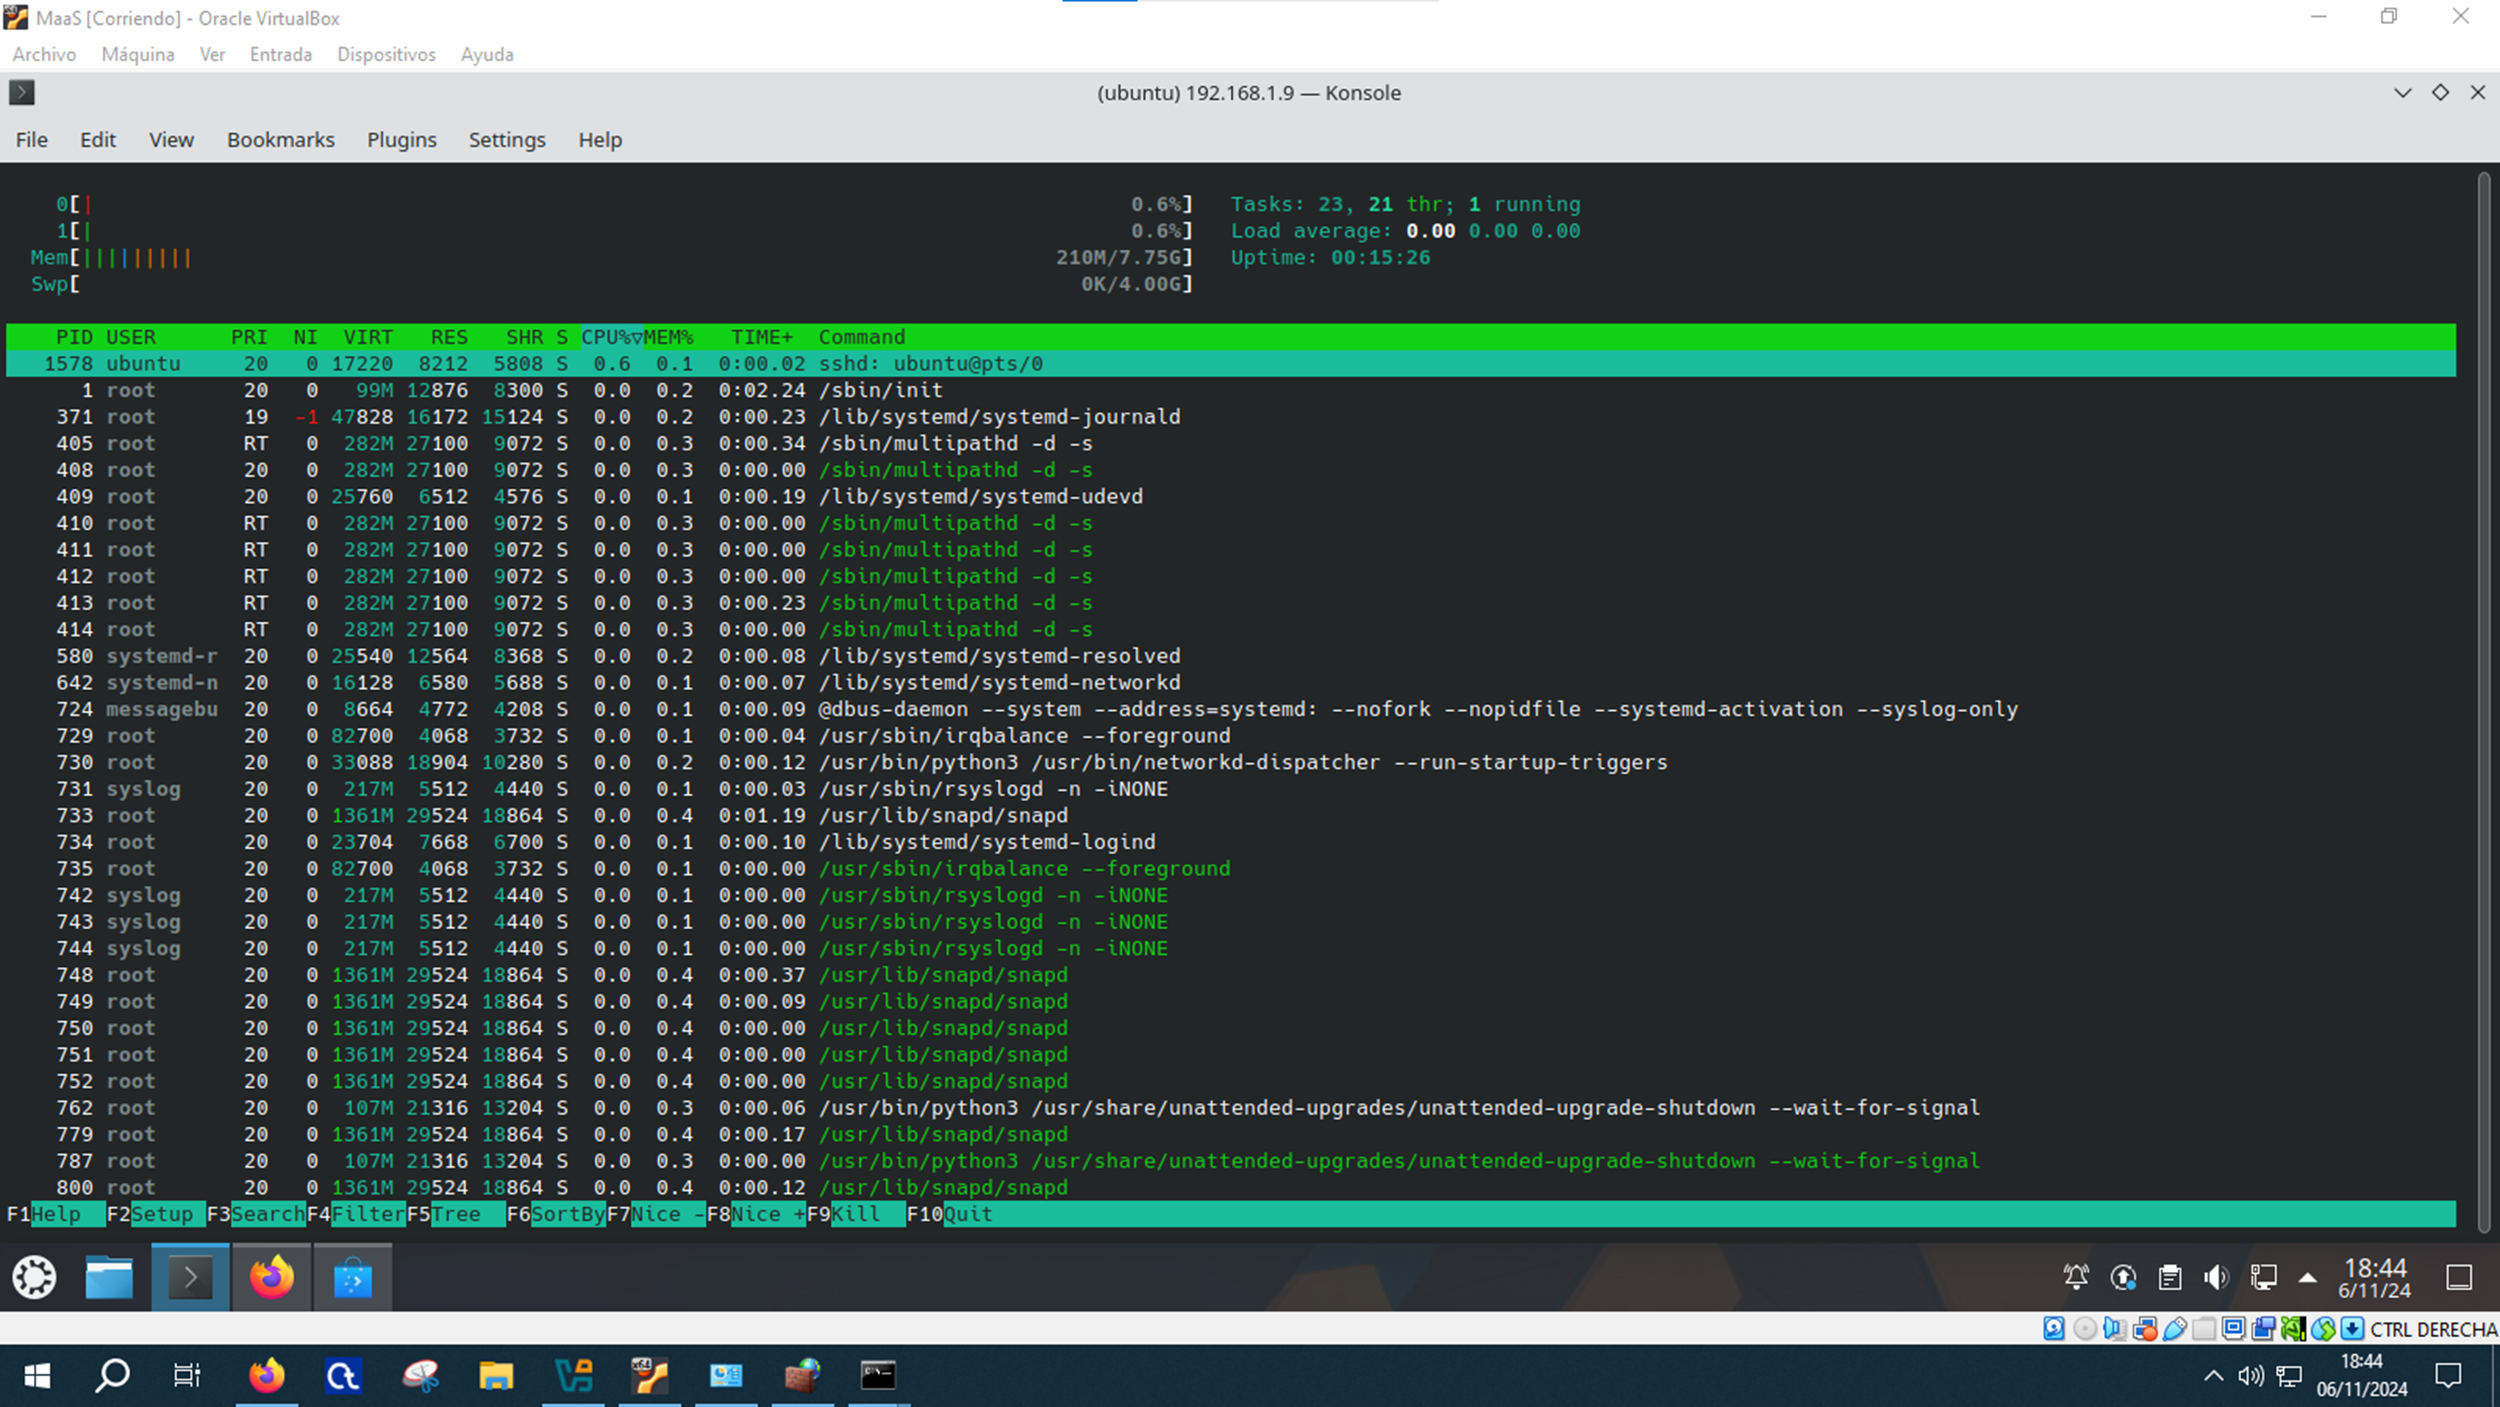 MaaS [Corriendo] - Oracle VirtualBox
Archivo Máquina Ver Entrada Dispositivos Ayuda
(ubuntu) 192.168.1.9 — Konsole
File Edit View Bookmarks Plugins Settings Help
0[| 0.6%] Tasks: 23, 21 thr; 1 running
1[| 0.6%] Load average: 0.00 0.00 0.00
Mem[||||||||| 210M/7.75G] Uptime: 00:15:26
Swp[ 0K/4.00G]
PID USER PRI NI VIRT RES SHR S CPU%▽MEM% TIME+ Command
1578 ubuntu 20 0 17220 8212 5808 S 0.6 0.1 0:00.02 sshd: ubuntu@pts/0
1 root 20 0 99M 12876 8300 S 0.0 0.2 0:02.24 /sbin/init
371 root 19 -1 47828 16172 15124 S 0.0 0.2 0:00.23 /lib/systemd/systemd-journald
405 root RT 0 282M 27100 9072 S 0.0 0.3 0:00.34 /sbin/multipathd -d -s
408 root 20 0 282M 27100 9072 S 0.0 0.3 0:00.00 /sbin/multipathd -d -s
409 root 20 0 25760 6512 4576 S 0.0 0.1 0:00.19 /lib/systemd/systemd-udevd
410 root RT 0 282M 27100 9072 S 0.0 0.3 0:00.00 /sbin/multipathd -d -s
411 root RT 0 282M 27100 9072 S 0.0 0.3 0:00.00 /sbin/multipathd -d -s
412 root RT 0 282M 27100 9072 S 0.0 0.3 0:00.00 /sbin/multipathd -d -s
413 root RT 0 282M 27100 9072 S 0.0 0.3 0:00.23 /sbin/multipathd -d -s
414 root RT 0 282M 27100 9072 S 0.0 0.3 0:00.00 /sbin/multipathd -d -s
580 systemd-r 20 0 25540 12564 8368 S 0.0 0.2 0:00.08 /lib/systemd/systemd-resolved
642 systemd-n 20 0 16128 6580 5688 S 0.0 0.1 0:00.07 /lib/systemd/systemd-networkd
724 messagebu 20 0 8664 4772 4208 S 0.0 0.1 0:00.09 @dbus-daemon --system --address=systemd: --nofork --nopidfile --systemd-activation --syslog-only
729 root 20 0 82700 4068 3732 S 0.0 0.1 0:00.04 /usr/sbin/irqbalance --foreground
730 root 20 0 33088 18904 10280 S 0.0 0.2 0:00.12 /usr/bin/python3 /usr/bin/networkd-dispatcher --run-startup-triggers
731 syslog 20 0 217M 5512 4440 S 0.0 0.1 0:00.03 /usr/sbin/rsyslogd -n -iNONE
733 root 20 0 1361M 29524 18864 S 0.0 0.4 0:01.19 /usr/lib/snapd/snapd
734 root 20 0 23704 7668 6700 S 0.0 0.1 0:00.10 /lib/systemd/systemd-logind
735 root 20 0 82700 4068 3732 S 0.0 0.1 0:00.00 /usr/sbin/irqbalance --foreground
742 syslog 20 0 217M 5512 4440 S 0.0 0.1 0:00.00 /usr/sbin/rsyslogd -n -iNONE
743 syslog 20 0 217M 5512 4440 S 0.0 0.1 0:00.00 /usr/sbin/rsyslogd -n -iNONE
744 syslog 20 0 217M 5512 4440 S 0.0 0.1 0:00.00 /usr/sbin/rsyslogd -n -iNONE
748 root 20 0 1361M 29524 18864 S 0.0 0.4 0:00.37 /usr/lib/snapd/snapd
749 root 20 0 1361M 29524 18864 S 0.0 0.4 0:00.09 /usr/lib/snapd/snapd
750 root 20 0 1361M 29524 18864 S 0.0 0.4 0:00.00 /usr/lib/snapd/snapd
751 root 20 0 1361M 29524 18864 S 0.0 0.4 0:00.00 /usr/lib/snapd/snapd
752 root 20 0 1361M 29524 18864 S 0.0 0.4 0:00.00 /usr/lib/snapd/snapd
762 root 20 0 107M 21316 13204 S 0.0 0.3 0:00.06 /usr/bin/python3 /usr/share/unattended-upgrades/unattended-upgrade-shutdown --wait-for-signal
779 root 20 0 1361M 29524 18864 S 0.0 0.4 0:00.17 /usr/lib/snapd/snapd
787 root 20 0 107M 21316 13204 S 0.0 0.3 0:00.00 /usr/bin/python3 /usr/share/unattended-upgrades/unattended-upgrade-shutdown --wait-for-signal
800 root 20 0 1361M 29524 18864 S 0.0 0.4 0:00.12 /usr/lib/snapd/snapd
F1Help F2Setup F3SearchF4FilterF5Tree F6SortByF7Nice -F8Nice +F9Kill F10Quit
18:44
6/11/24
CTRL DERECHA
18:44
06/11/2024